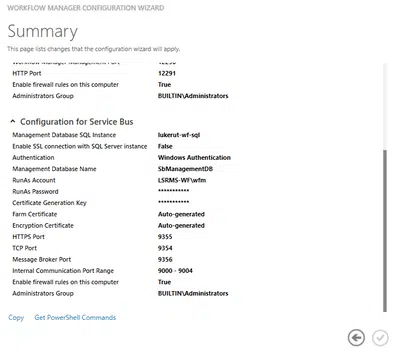 WORKFLOW MANAGER CONFIGURATION WIZARD
Summary
This page lists changes that the configuration wizard will apply.
Workflow Manager Management Port 12290
HTTP Port 12291
Enable firewall rules on this computer True
Administrators Group BUILTIN\Administrators
Configuration for Service Bus
Management Database SQL Instance lukerut-wf-sql
Enable SSL connection with SQL Server instance False
Authentication Windows Authentication
Management Database Name SbManagementDB
RunAs Account LSRMS-WF\wfm
RunAs Password ***********
Certificate Generation Key ***********
Farm Certificate Auto-generated
Encryption Certificate Auto-generated
HTTPS Port 9355
TCP Port 9354
Message Broker Port 9356
Internal Communication Port Range 9000 - 9004
Enable firewall rules on this computer True
Administrators Group BUILTIN\Administrators
Copy Get PowerShell Commands